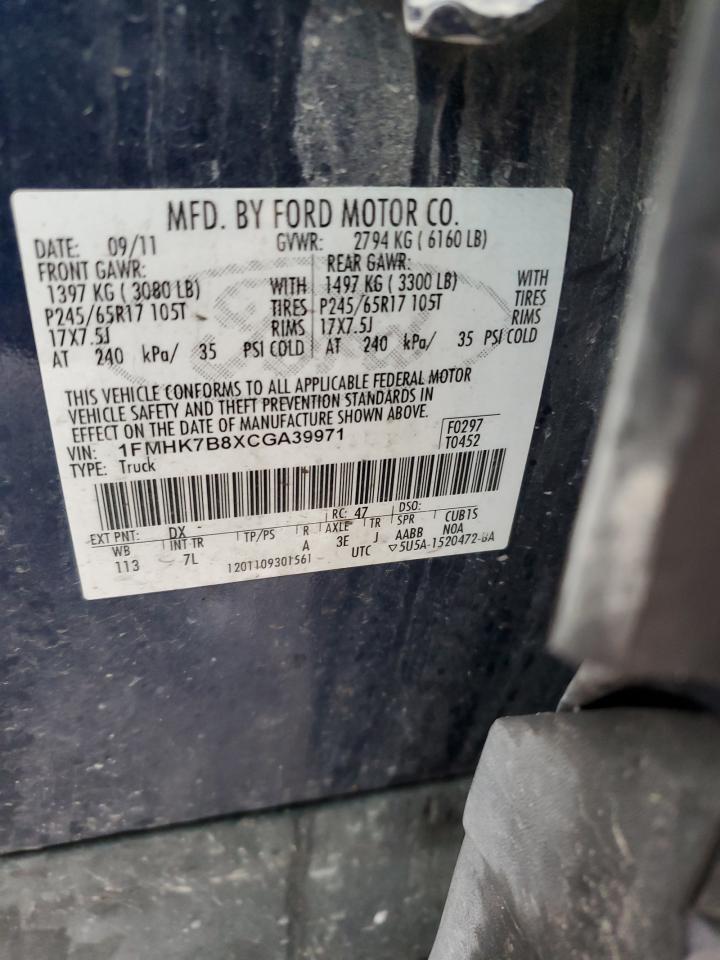 MFD. BY FORD MOTOR CO.
DATE: 09/11 GVWR: 2794 KG ( 6160 LB)
FRONT GAWR: REAR GAWR:
1397 KG ( 3080 LB) WITH 1497 KG ( 3300 LB) WITH
P245/65R17 105T TIRES P245/65R17 105T TIRES
17X7.5J RIMS 17X7.5J RIMS
AT 240 kPa/ 35 PSI COLD AT 240 kPa/ 35 PSI COLD
THIS VEHICLE CONFORMS TO ALL APPLICABLE FEDERAL MOTOR
VEHICLE SAFETY AND THEFT PREVENTION STANDARDS IN
EFFECT ON THE DATE OF MANUFACTURE SHOWN ABOVE.
VIN: 1FMHK7B8XCGA39971 F0297
TYPE: Truck T0452
EXT PNT: DX RC: 47 DSO:
WB INT TR TP/PS R AXLE TR SPR CUBTS
113 7L A 3E J AABB NOA
1201109301561 UTC ▽5U5A-1520472-BA